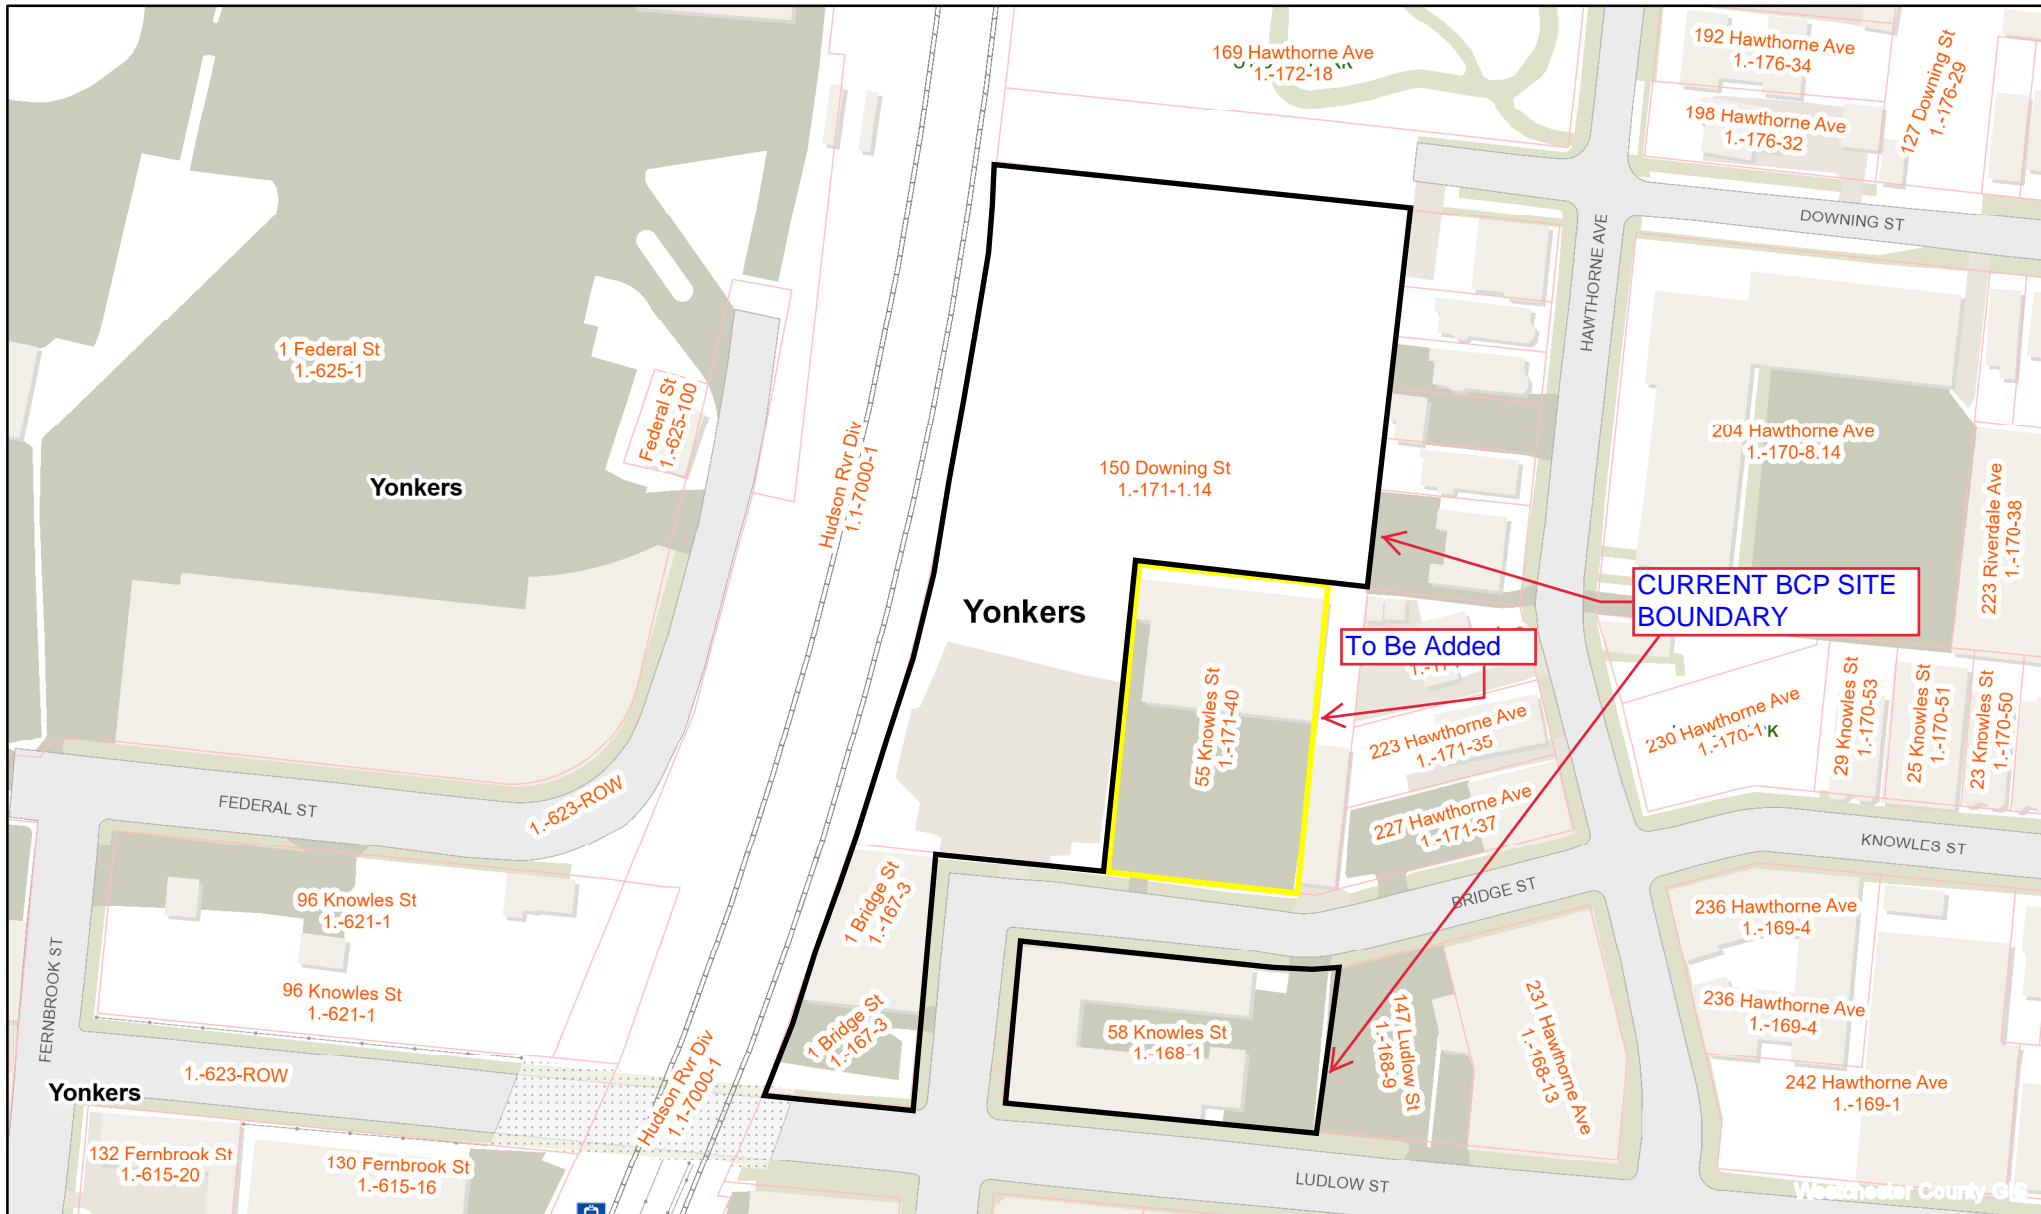 169 Hawthorne Ave
1.-172-18
192 Hawthorne Ave
1.-176-34
198 Hawthorne Ave
1.-176-32
127 Downing St
1.-176-29
DOWNING ST
HAWTHORNE AVE
1 Federal St
1.-625-1
Federal St
1.-625-100
Yonkers
Hudson Rvr Div
1.1-7000-1
150 Downing St
1.-171-1.14
204 Hawthorne Ave
1.-170-8.14
223 Riverdale Ave
1.-170-38
Yonkers
CURRENT BCP SITE
BOUNDARY
To Be Added
55 Knowles St
1.-171-40
223 Hawthorne Ave
1.-171-35
227 Hawthorne Ave
1.-171-37
230 Hawthorne Ave
1.-170-1
29 Knowles St
1.-170-53
25 Knowles St
1.-170-51
23 Knowles St
1.-170-50
FEDERAL ST
1.-623-ROW
KNOWLES ST
BRIDGE ST
1 Bridge St
1.-167-3
96 Knowles St
1.-621-1
96 Knowles St
1.-621-1
FERNBROOK ST
1 Bridge St
1.-167-3
58 Knowles St
1.-168-1
147 Ludlow St
1.-168-9
231 Hawthorne Ave
1.-168-13
236 Hawthorne Ave
1.-169-4
236 Hawthorne Ave
1.-169-4
242 Hawthorne Ave
1.-169-1
1.-623-ROW
Yonkers
Hudson Rvr Div
1.1-7000-1
132 Fernbrook St
1.-615-20
130 Fernbrook St
1.-615-16
LUDLOW ST
Westchester County GIS